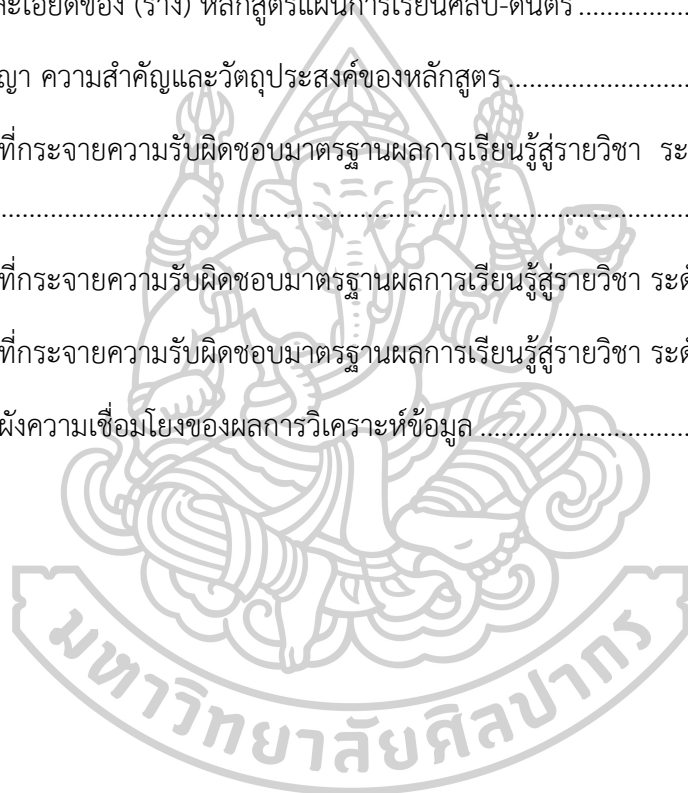 ละเอียดของ (ร่าง) หลักสูตรแผนการเรียนศิลป์-ดนตรี ....................
ญา ความสำคัญและวัตถุประสงค์ของหลักสูตร ..............................
ที่กระจายความรับผิดชอบมาตรฐานผลการเรียนรู้สู่รายวิชา ระ
................................................................................
ที่กระจายความรับผิดชอบมาตรฐานผลการเรียนรู้สู่รายวิชา ระดั
ที่กระจายความรับผิดชอบมาตรฐานผลการเรียนรู้สู่รายวิชา ระดั
ผังความเชื่อมโยงของผลการวิเคราะห์ข้อมูล ...................................
มหาวิทยาลัยศิลปากร